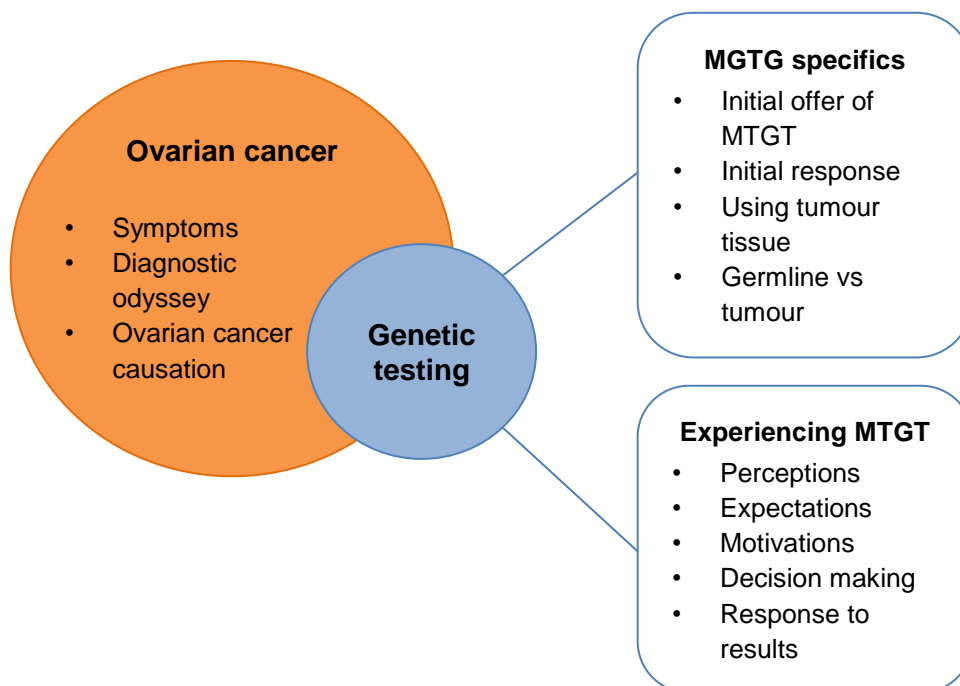 Ovarian cancer
• Symptoms
• Diagnostic
odyssey
• Ovarian cancer
causation
Genetic
testing
MGTG specifics
• Initial offer of
MTGT
• Initial response
• Using tumour
tissue
• Germline vs
tumour
Experiencing MTGT
• Perceptions
• Expectations
• Motivations
• Decision making
• Response to
results